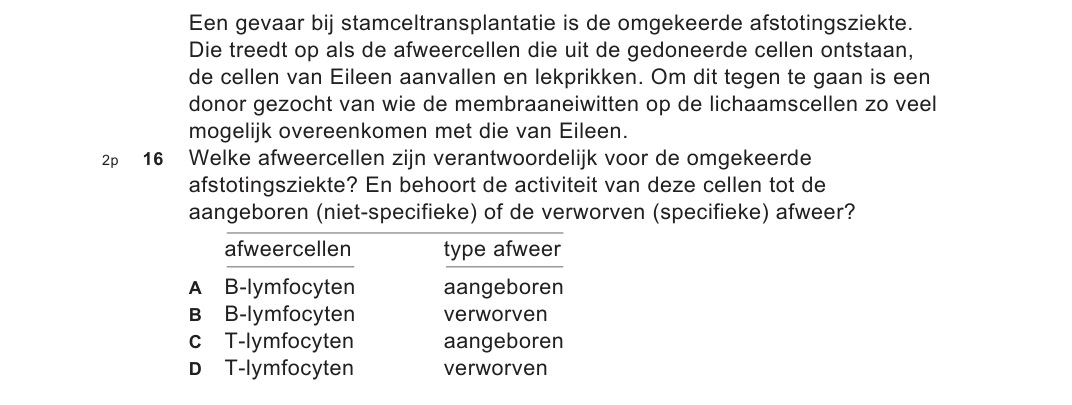 Een gevaar bij stamceltransplantatie is de omgekeerde afstotingsziekte.
Die treedt op als de afweercellen die uit de gedoneerde cellen ontstaan,
de cellen van Eileen aanvallen en lekprikken. Om dit tegen te gaan is een
donor gezocht van wie de membraaneiwitten op de lichaamscellen zo veel
mogelijk overeenkomen met die van Eileen.
2p 16 Welke afweercellen zijn verantwoordelijk voor de omgekeerde
afstotingsziekte? En behoort de activiteit van deze cellen tot de
aangeboren (niet-specifieke) of de verworven (specifieke) afweer?
afweercellen type afweer
A B-lymfocyten aangeboren
B B-lymfocyten verworven
C T-lymfocyten aangeboren
D T-lymfocyten verworven